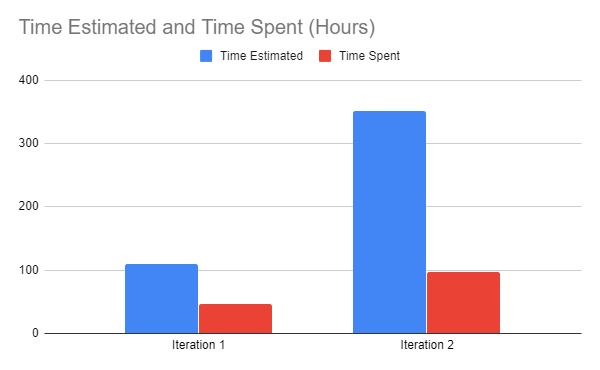 Time Estimated and Time Spent (Hours)
Time Estimated Time Spent
400
300
200
100
0
Iteration 1 Iteration 2